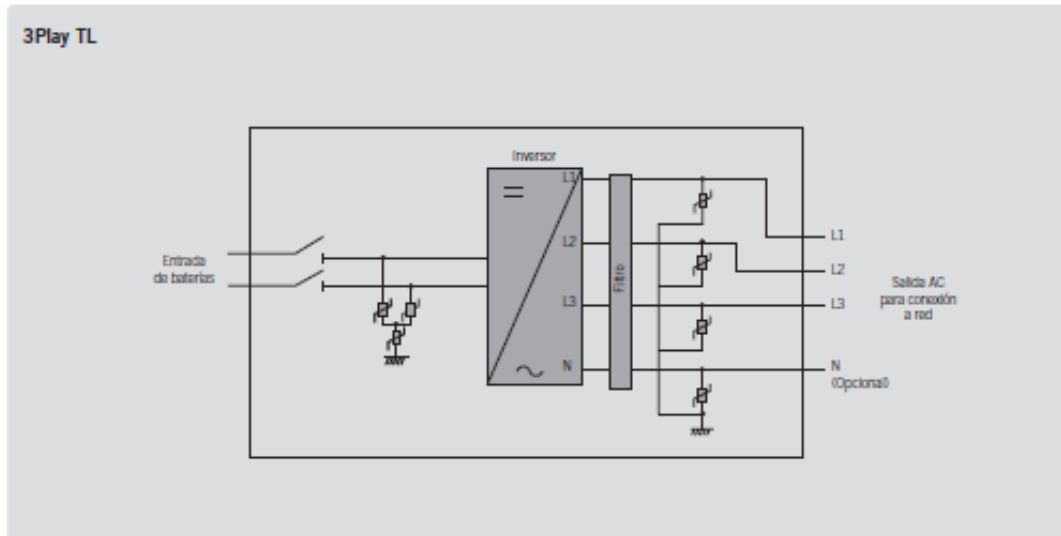 3Play TL
Inversor
L1
L2
L3
N
Filtro
Entrada
de baterías
L1
L2
L3
N
(Opcional)
Salida AC
para conexión
a red